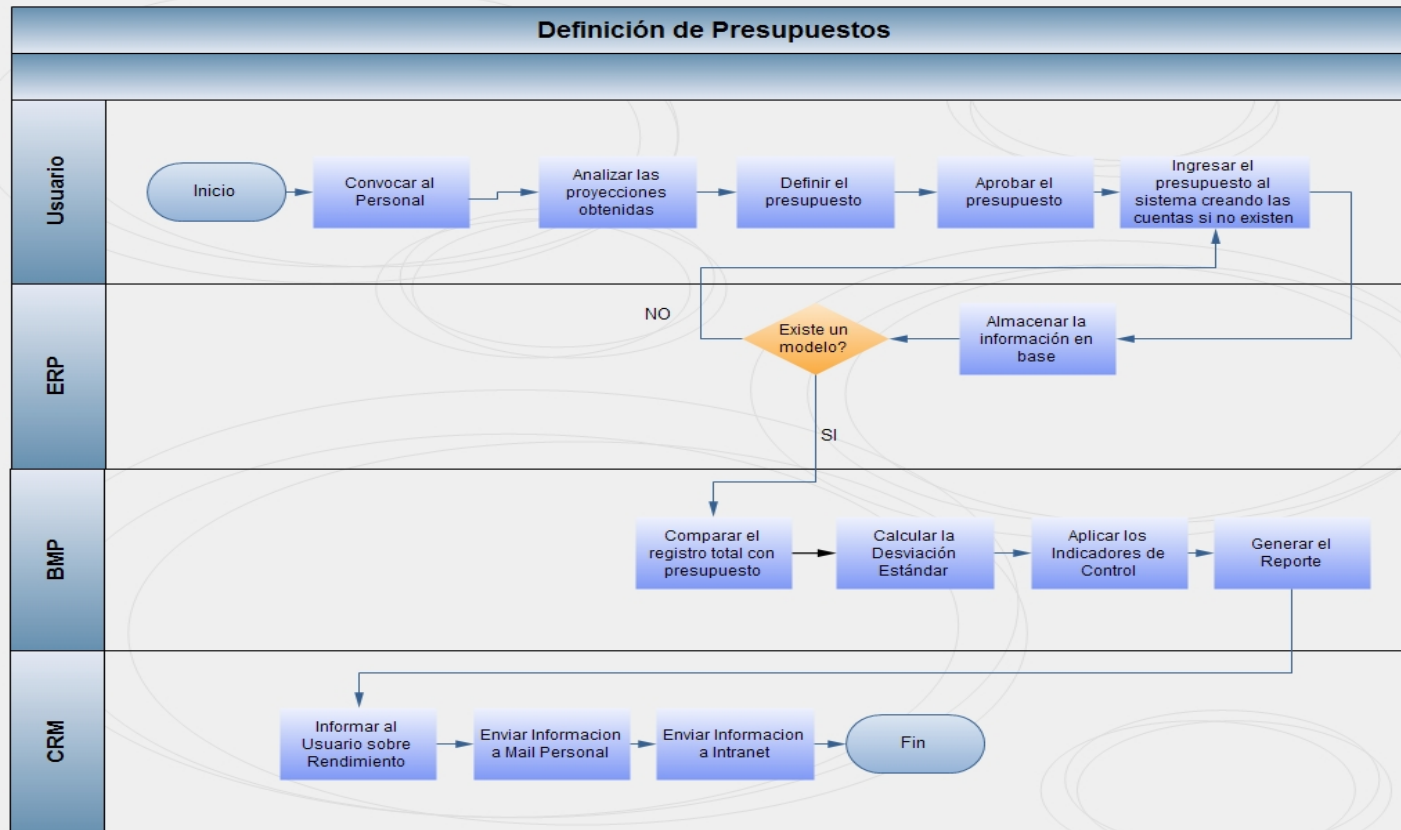 Definición de Presupuestos
Usuario
Inicio
Convocar al
Personal
Analizar las
proyecciones
obtenidas
Definir el
presupuesto
Aprobar el
presupuesto
Ingresar el
presupuesto al
sistema creando las
cuentas si no existen
ERP
NO
Existe un
modelo?
Almacenar la
información en
base
SI
BMP
Comparar el
registro total con
presupuesto
Calcular la
Desviación
Estándar
Aplicar los
Indicadores de
Control
Generar el
Reporte
CRM
Informar al
Usuario sobre
Rendimiento
Enviar Informacion
a Mail Personal
Enviar Informacion
a Intranet
Fin